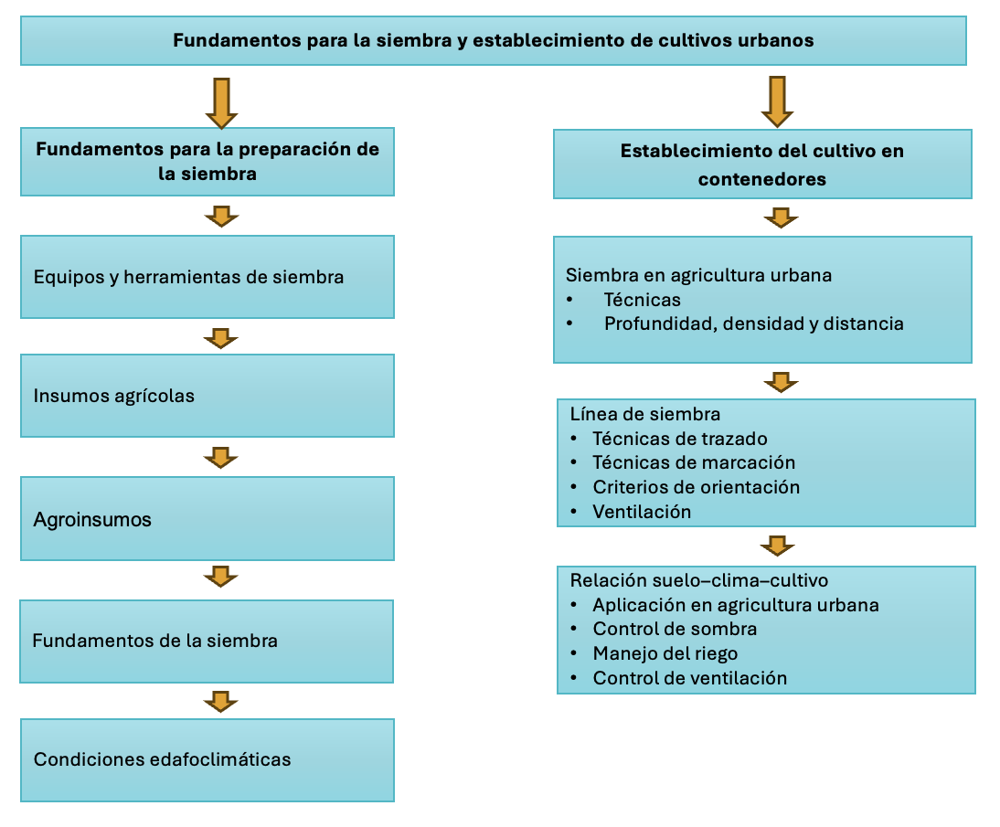 Fundamentos para la siembra y establecimiento de cultivos urbanos
Fundamentos para la preparación de
la siembra
Equipos y herramientas de siembra
Insumos agrícolas
Agroinsumos
Fundamentos de la siembra
Condiciones edafoclimáticas
Establecimiento del cultivo en
contenedores
Siembra en agricultura urbana
• Técnicas
• Profundidad, densidad y distancia
Línea de siembra
• Técnicas de trazado
• Técnicas de marcación
• Criterios de orientación
• Ventilación
Relación suelo–clima–cultivo
• Aplicación en agricultura urbana
• Control de sombra
• Manejo del riego
• Control de ventilación